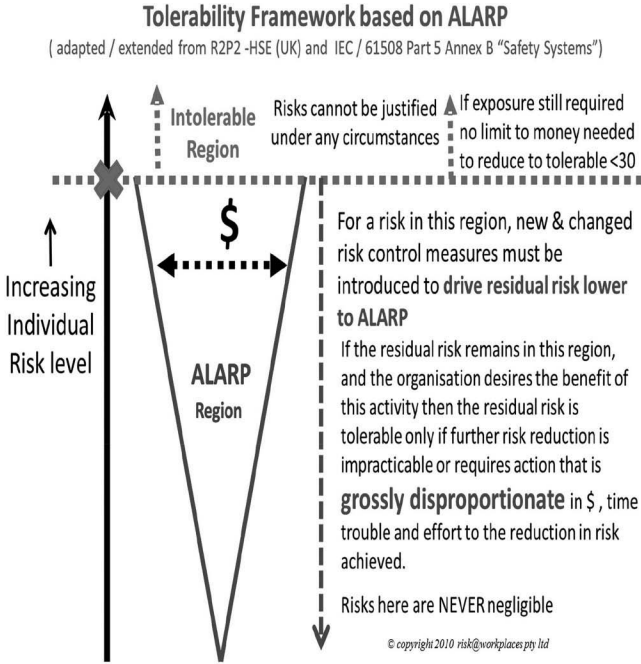 Tolerability Framework based on ALARP
( adapted / extended from R2P2 -HSE (UK) and  IEC / 61508 Part 5 Annex B “Safety Systems”)
Intolerable
Region
Risks cannot be justified
under any circumstances
If exposure still required
no limit to money needed
to reduce to tolerable <30
Increasing
Individual
Risk level
$
ALARP
Region
For a risk in this region, new & changed
risk control measures must be
introduced to drive residual risk lower
to ALARP
If the residual risk remains in this region,
and the organisation desires the benefit of
this activity then the residual risk is
tolerable only if further risk reduction is
impracticable or requires action that is
grossly disproportionate in $ , time
trouble and effort to the reduction in risk
achieved.
Risks here are NEVER negligible
© copyright 2010 risk@workplaces pty ltd